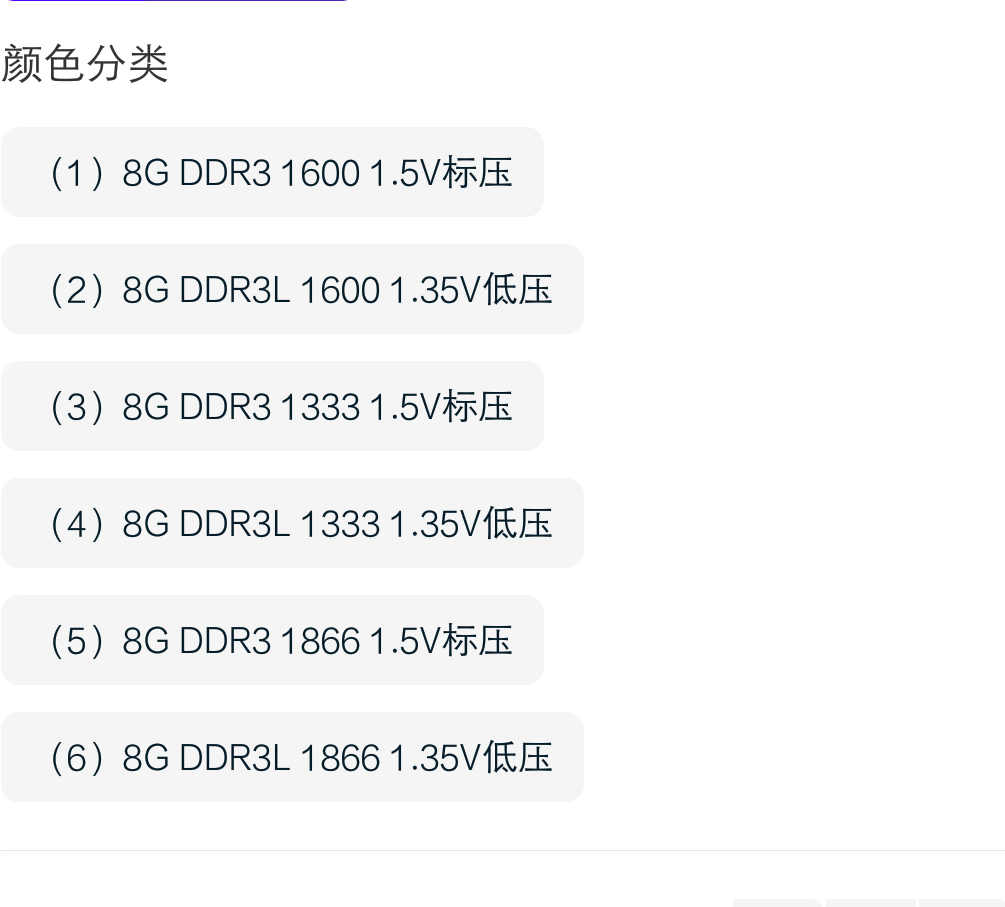 颜色分类
（1）8G DDR3 1600 1.5V标压
（2）8G DDR3L 1600 1.35V低压
（3）8G DDR3 1333 1.5V标压
（4）8G DDR3L 1333 1.35V低压
（5）8G DDR3 1866 1.5V标压
（6）8G DDR3L 1866 1.35V低压